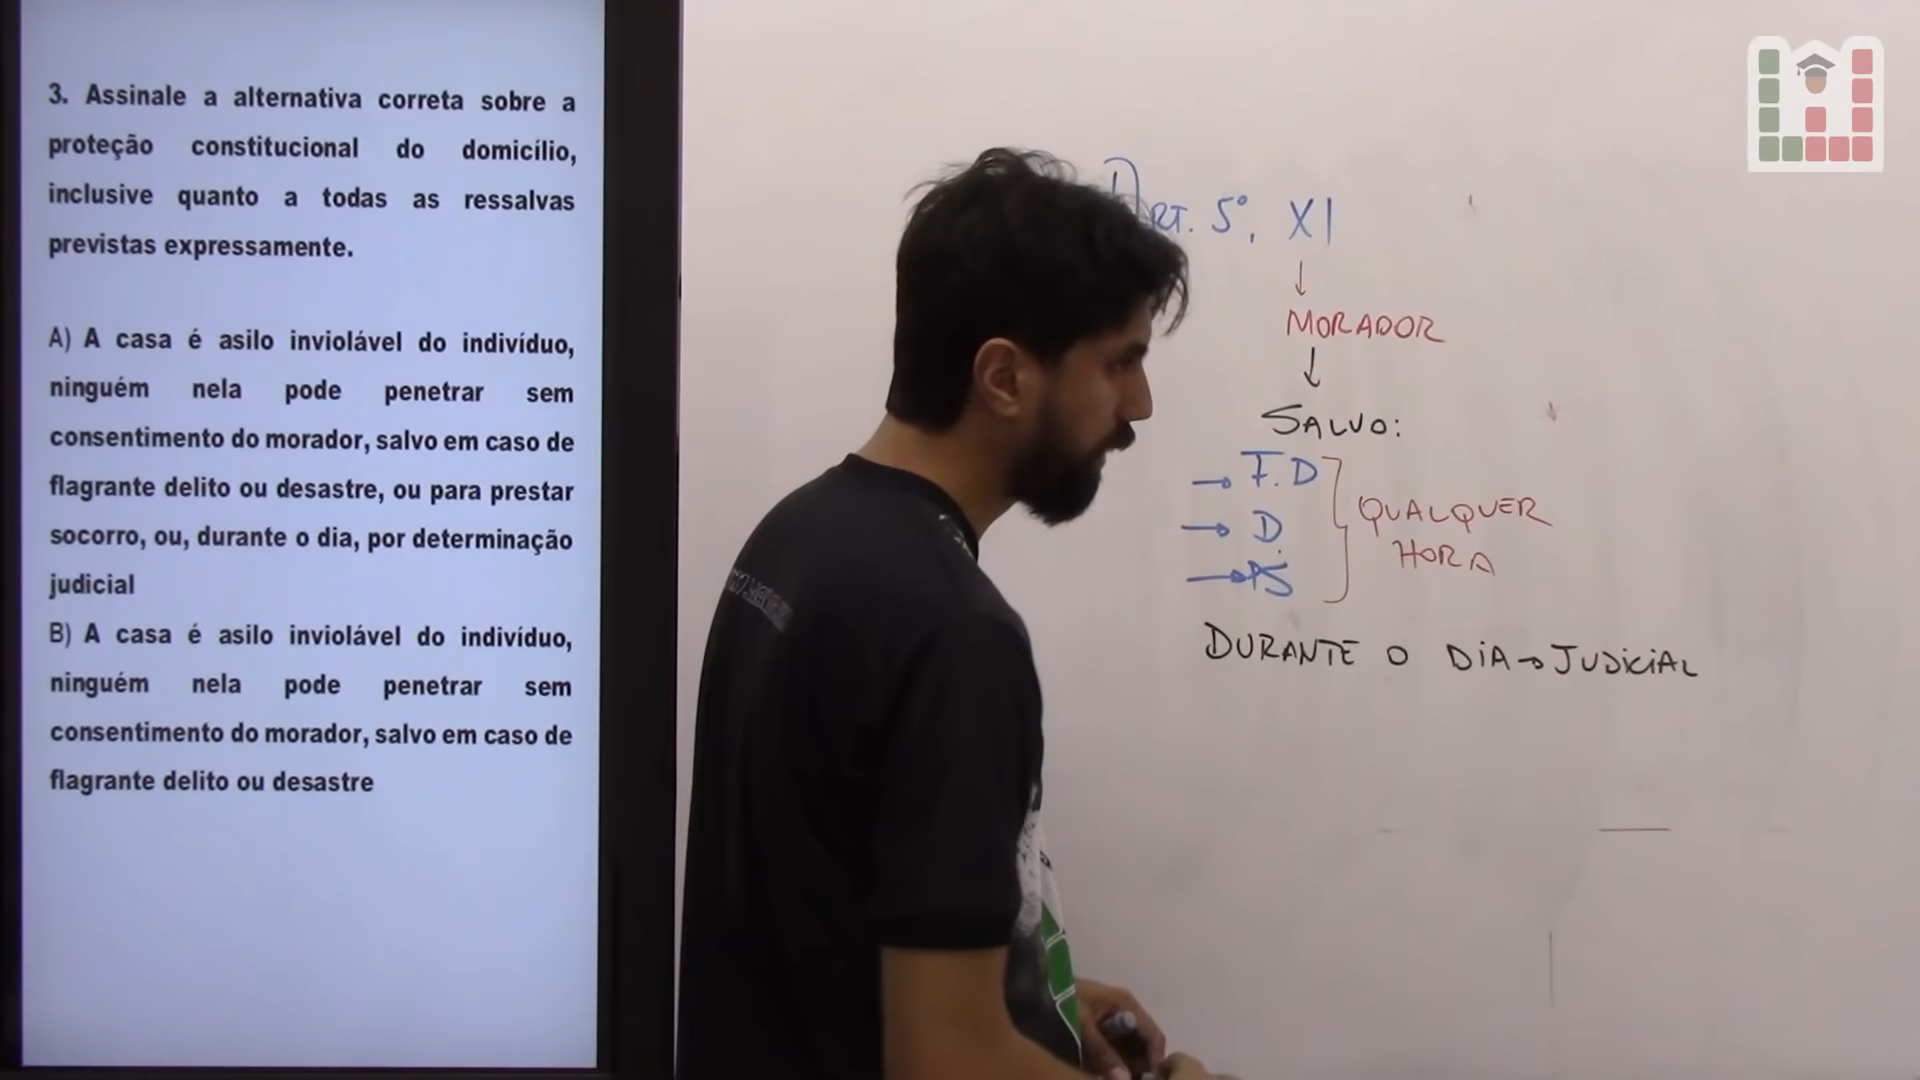 3. Assinale a alternativa correta sobre a
proteção constitucional do domicílio,
inclusive quanto a todas as ressalvas
previstas expressamente.
A) A casa é asilo inviolável do indivíduo,
ninguém nela pode penetrar sem
consentimento do morador, salvo em caso de
flagrante delito ou desastre, ou para prestar
socorro, ou, durante o dia, por determinação
judicial
B) A casa é asilo inviolável do indivíduo,
ninguém nela pode penetrar sem
consentimento do morador, salvo em caso de
flagrante delito ou desastre
ART. 5º, XI
↓
MORADOR
↓
SALVO:
→ F.D
→ D.
→ PS
QUALQUER
HORA
DURANTE O DIA → JUDICIAL